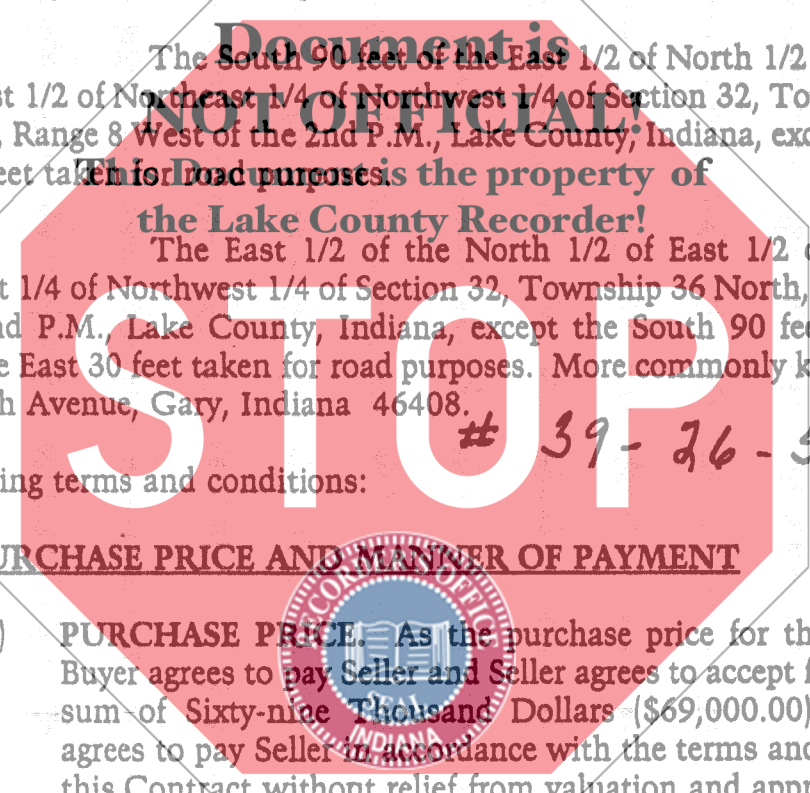 Document is
The South 90 feet of the East 1/2 of North 1/2
st 1/2 of Northeast 1/4 of Northwest 1/4 of Section 32, To
NOT OFFICIAL!
, Range 8 West of the 2nd P.M., Lake County, Indiana, exc
eet taken for road purposes.
This Document is the property of
the Lake County Recorder!
The East 1/2 of the North 1/2 of East 1/2 o
t 1/4 of Northwest 1/4 of Section 32, Township 36 North,
nd P.M., Lake County, Indiana, except the South 90 fe
e East 30 feet taken for road purposes. More commonly k
h Avenue, Gary, Indiana 46408.
# 39-26-3
STOP
ing terms and conditions:
URCHASE PRICE AND MANNER OF PAYMENT
RECORDER'S OFFICE
SEAL
INDIANA
) PURCHASE PRICE. As the purchase price for th
Buyer agrees to pay Seller and Seller agrees to accept f
sum of Sixty-nine Thousand Dollars ($69,000.00)
agrees to pay Seller in accordance with the terms and
this Contract without relief from valuation and appr